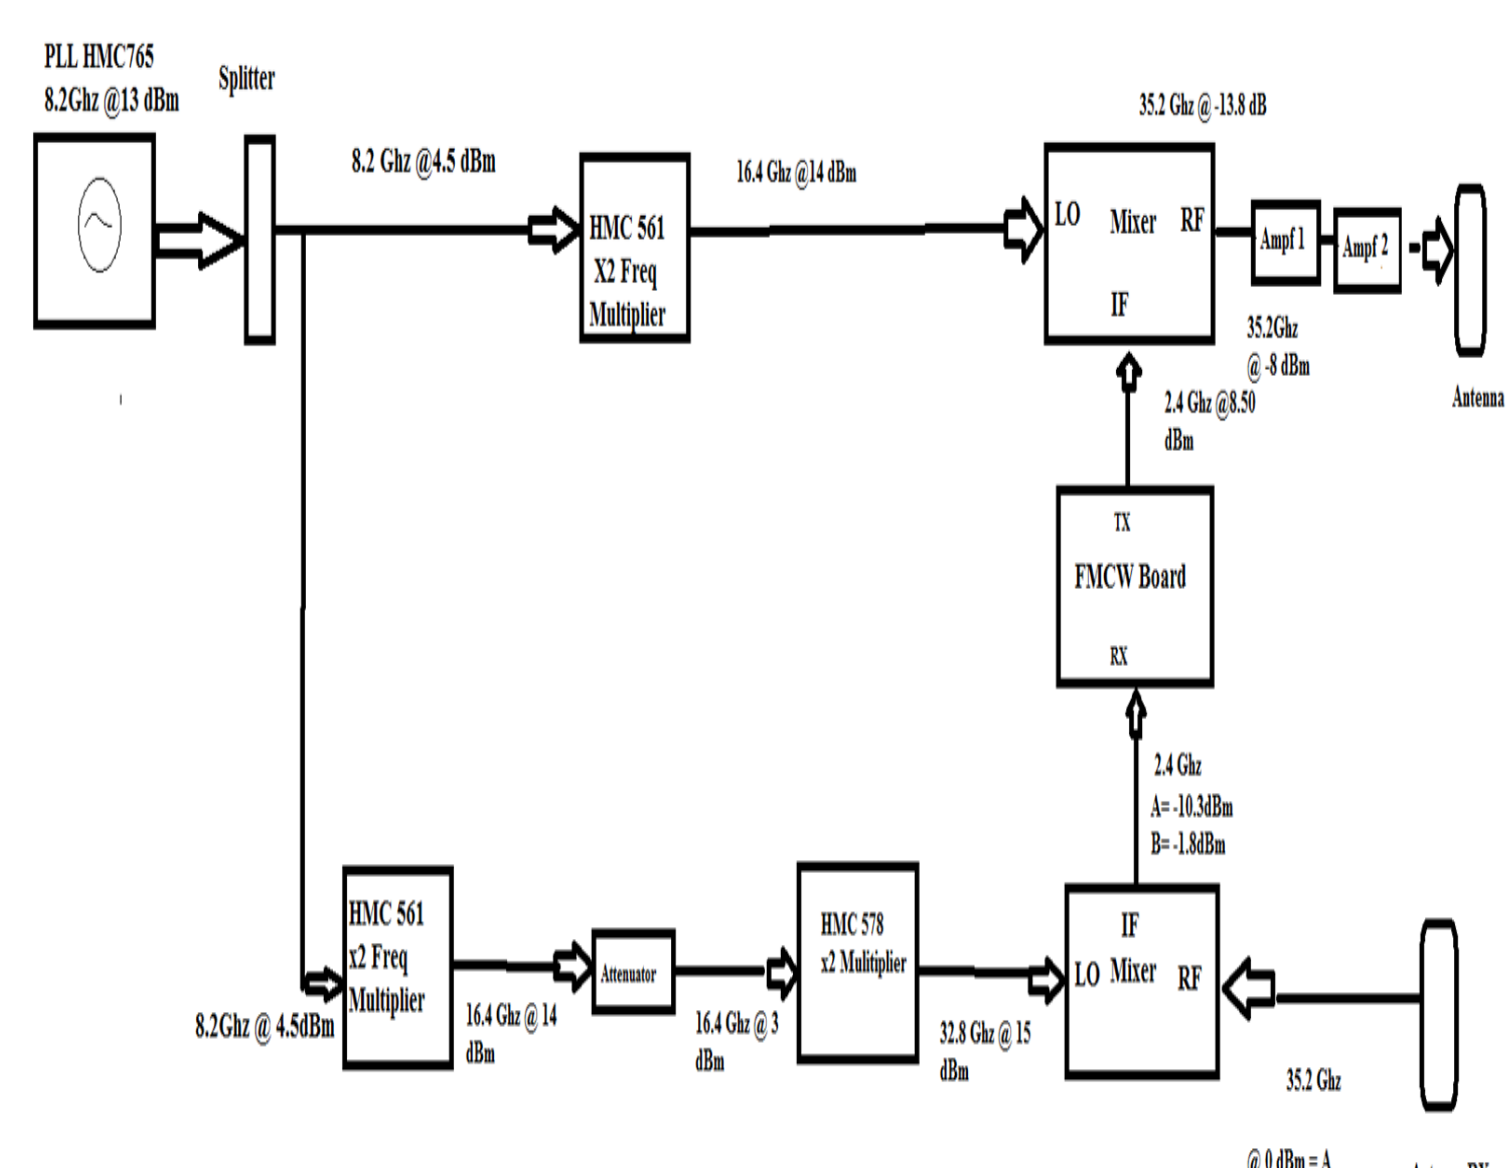 PLL HMC765
8.2Ghz @13 dBm
Splitter
8.2 Ghz @4.5 dBm
HMC 561
X2 Freq
Multiplier
16.4 Ghz @14 dBm
35.2 Ghz @ -13.8 dB
LO
Mixer
RF
IF
Ampf 1
Ampf 2
35.2Ghz
@ -8 dBm
Antenna
2.4 Ghz @8.50
dBm
TX
FMCW Board
RX
2.4 Ghz
A= -10.3dBm
B= -1.8dBm
8.2Ghz @ 4.5dBm
HMC 561
x2 Freq
Multiplier
16.4 Ghz @ 14
dBm
Attenuator
16.4 Ghz @ 3
dBm
HMC 578
x2 Mulitiplier
32.8 Ghz @ 15
dBm
IF
LO
Mixer
RF
35.2 Ghz
@ 0 dBm = A